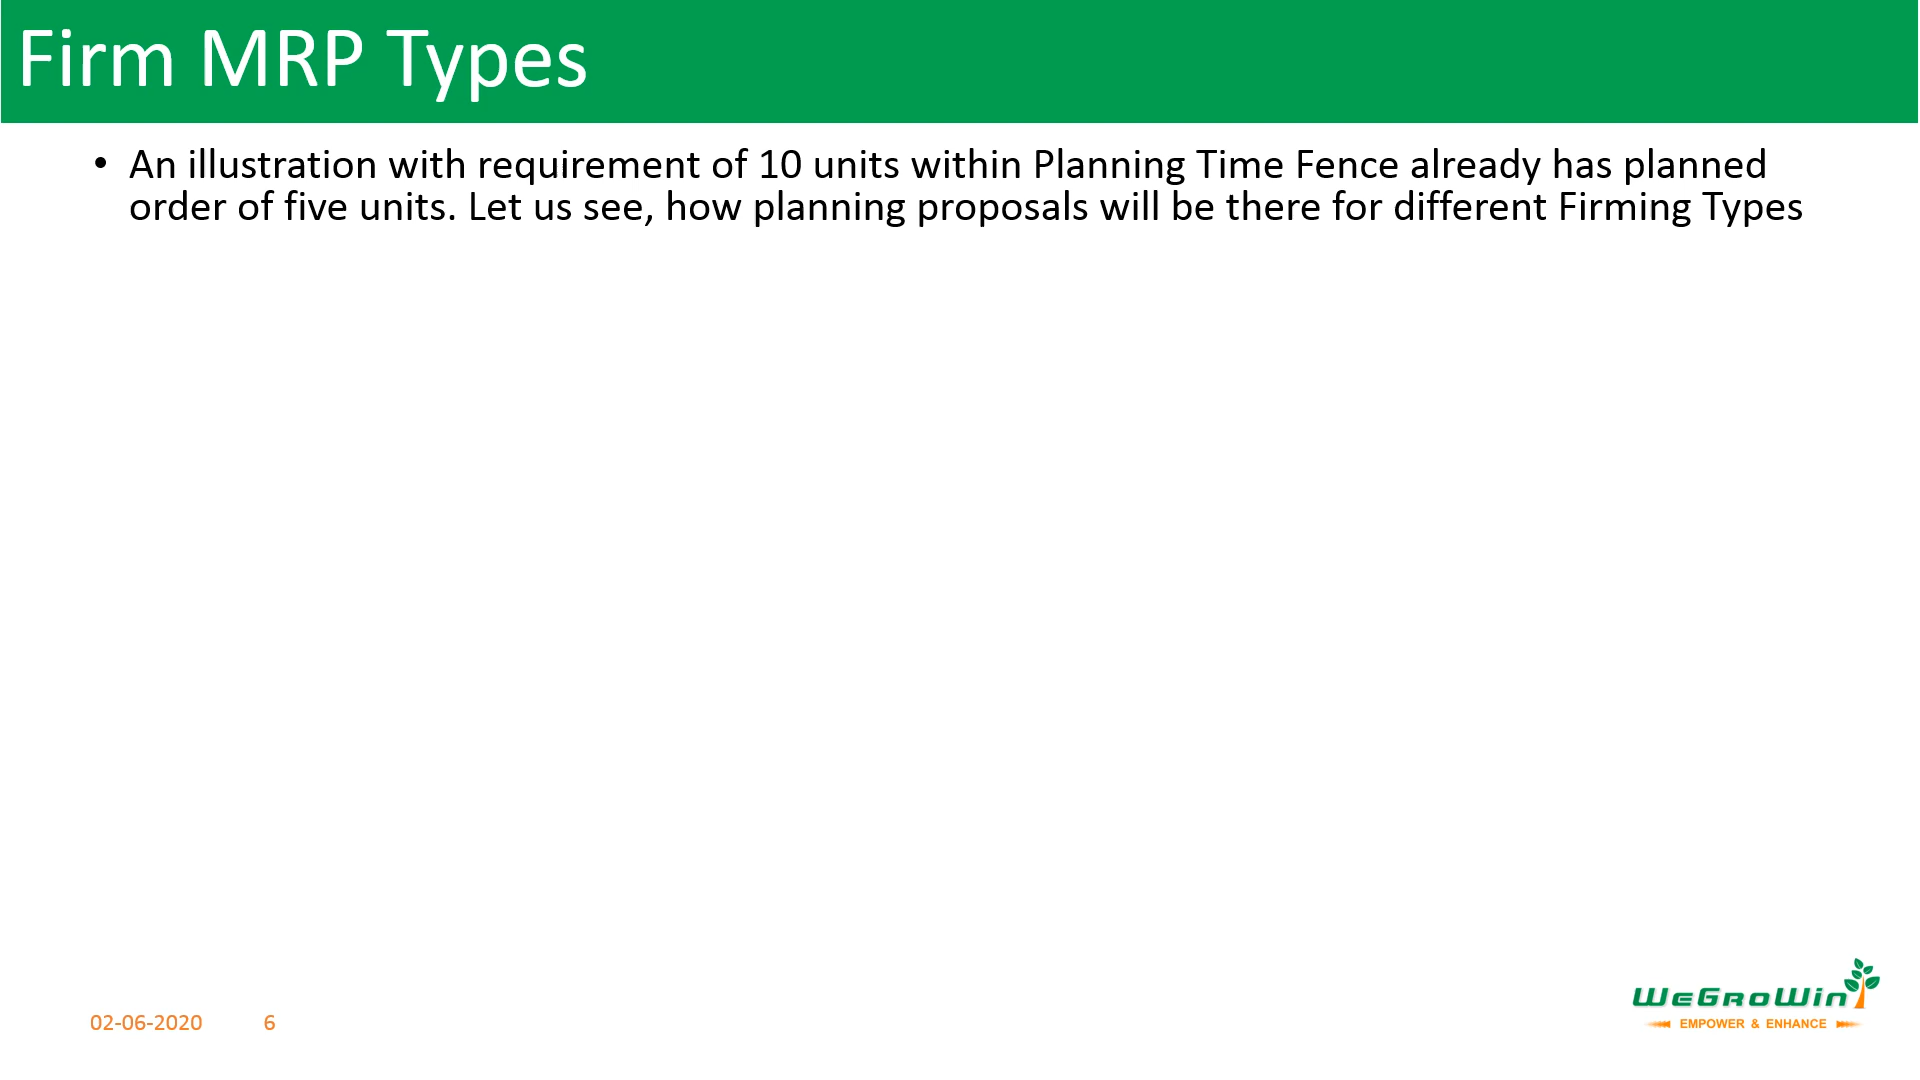 Firm MRP Types
• An illustration with requirement of 10 units within Planning Time Fence already has planned
order of five units. Let us see, how planning proposals will be there for different Firming Types
02-06-2020 6
WeGroWin
EMPOWER & ENHANCE